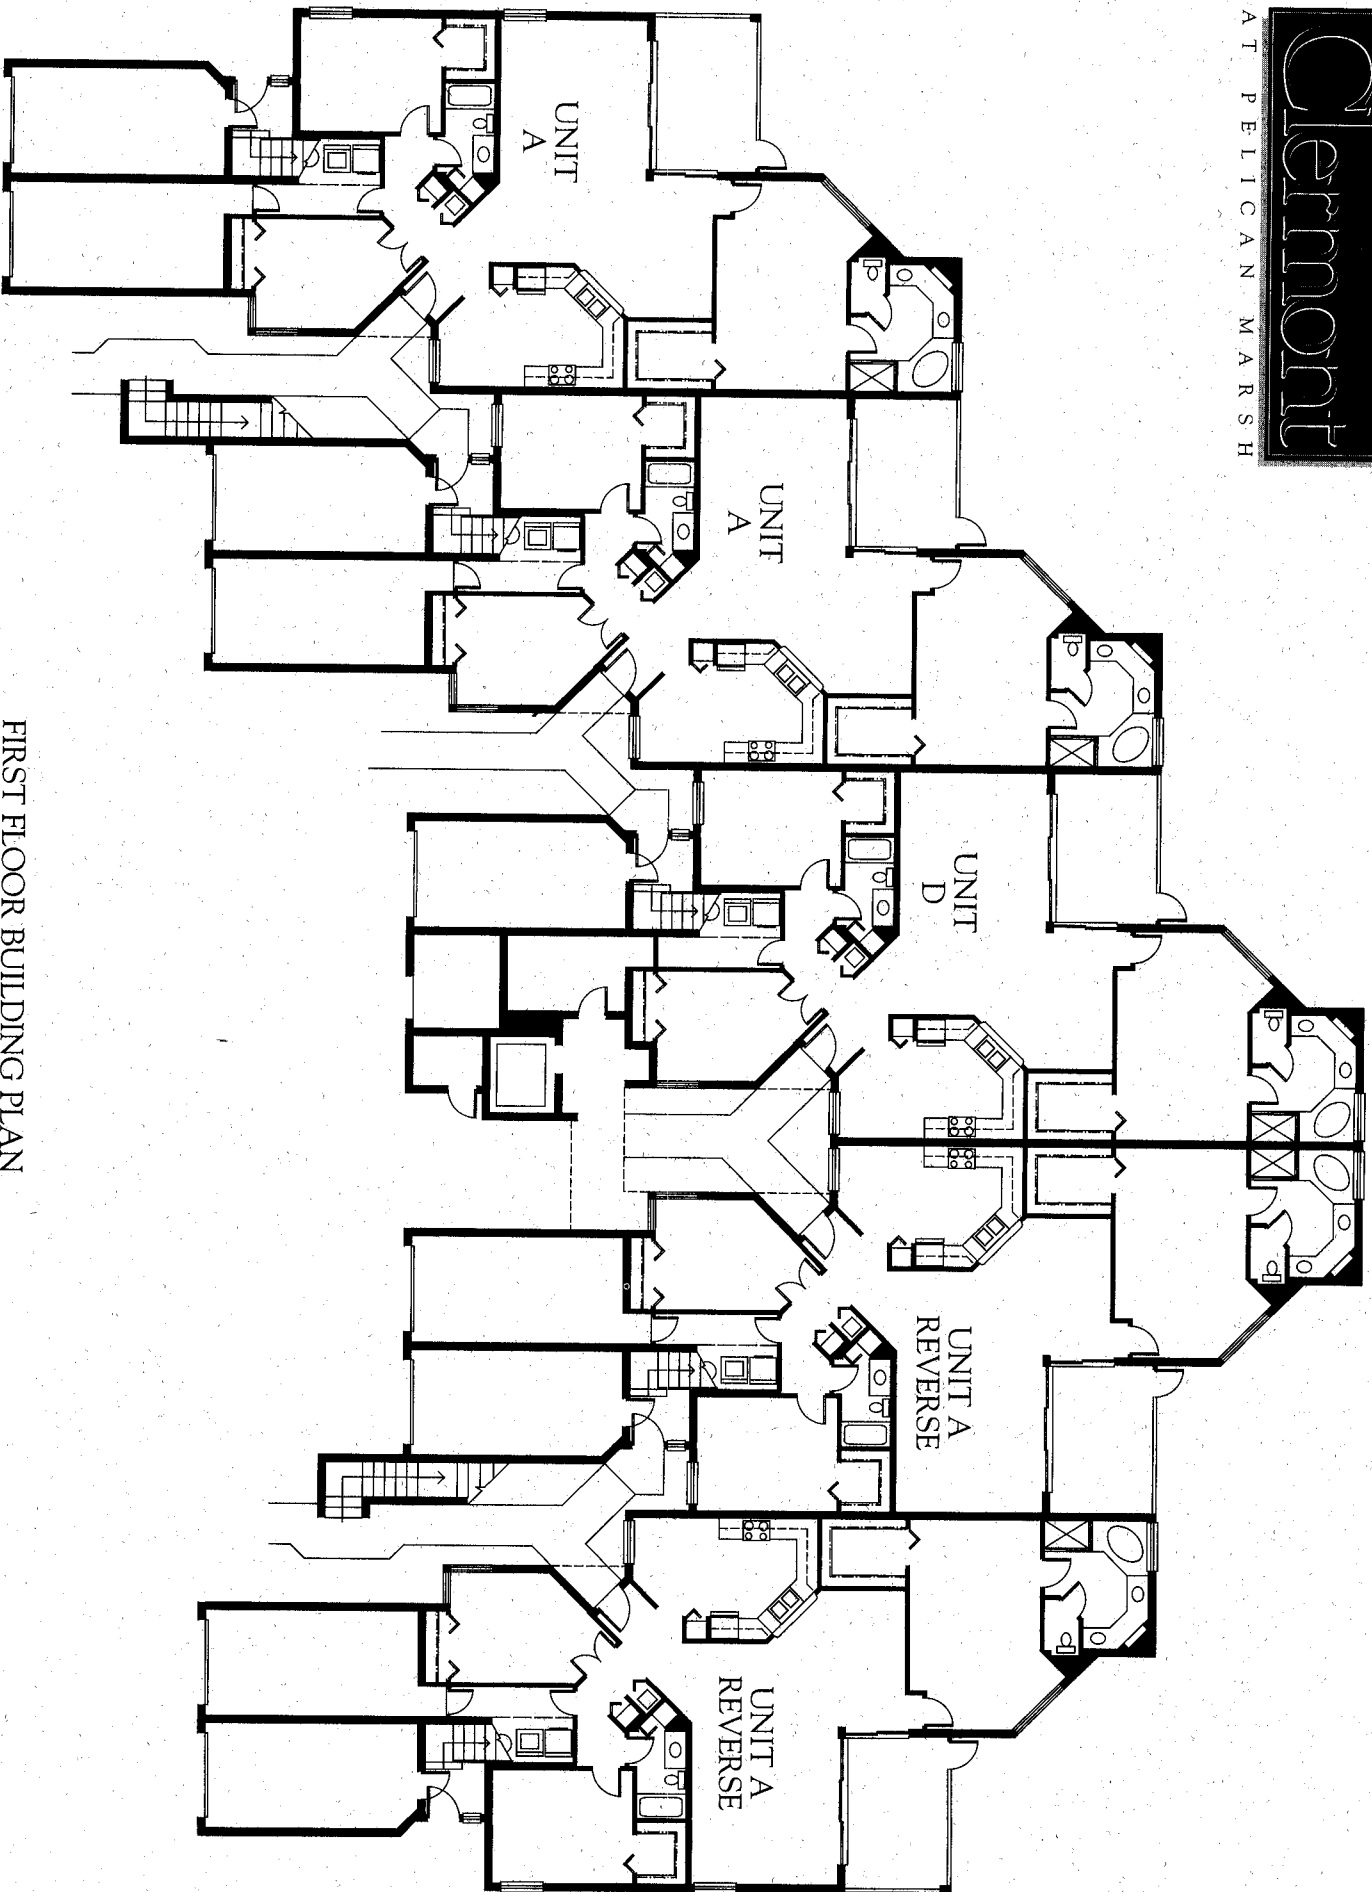 Clermont
AT PELICAN MARSH
UNIT
A
UNIT
A
UNIT
D
UNIT A
REVERSE
UNIT A
REVERSE
FIRST FLOOR BUILDING PLAN